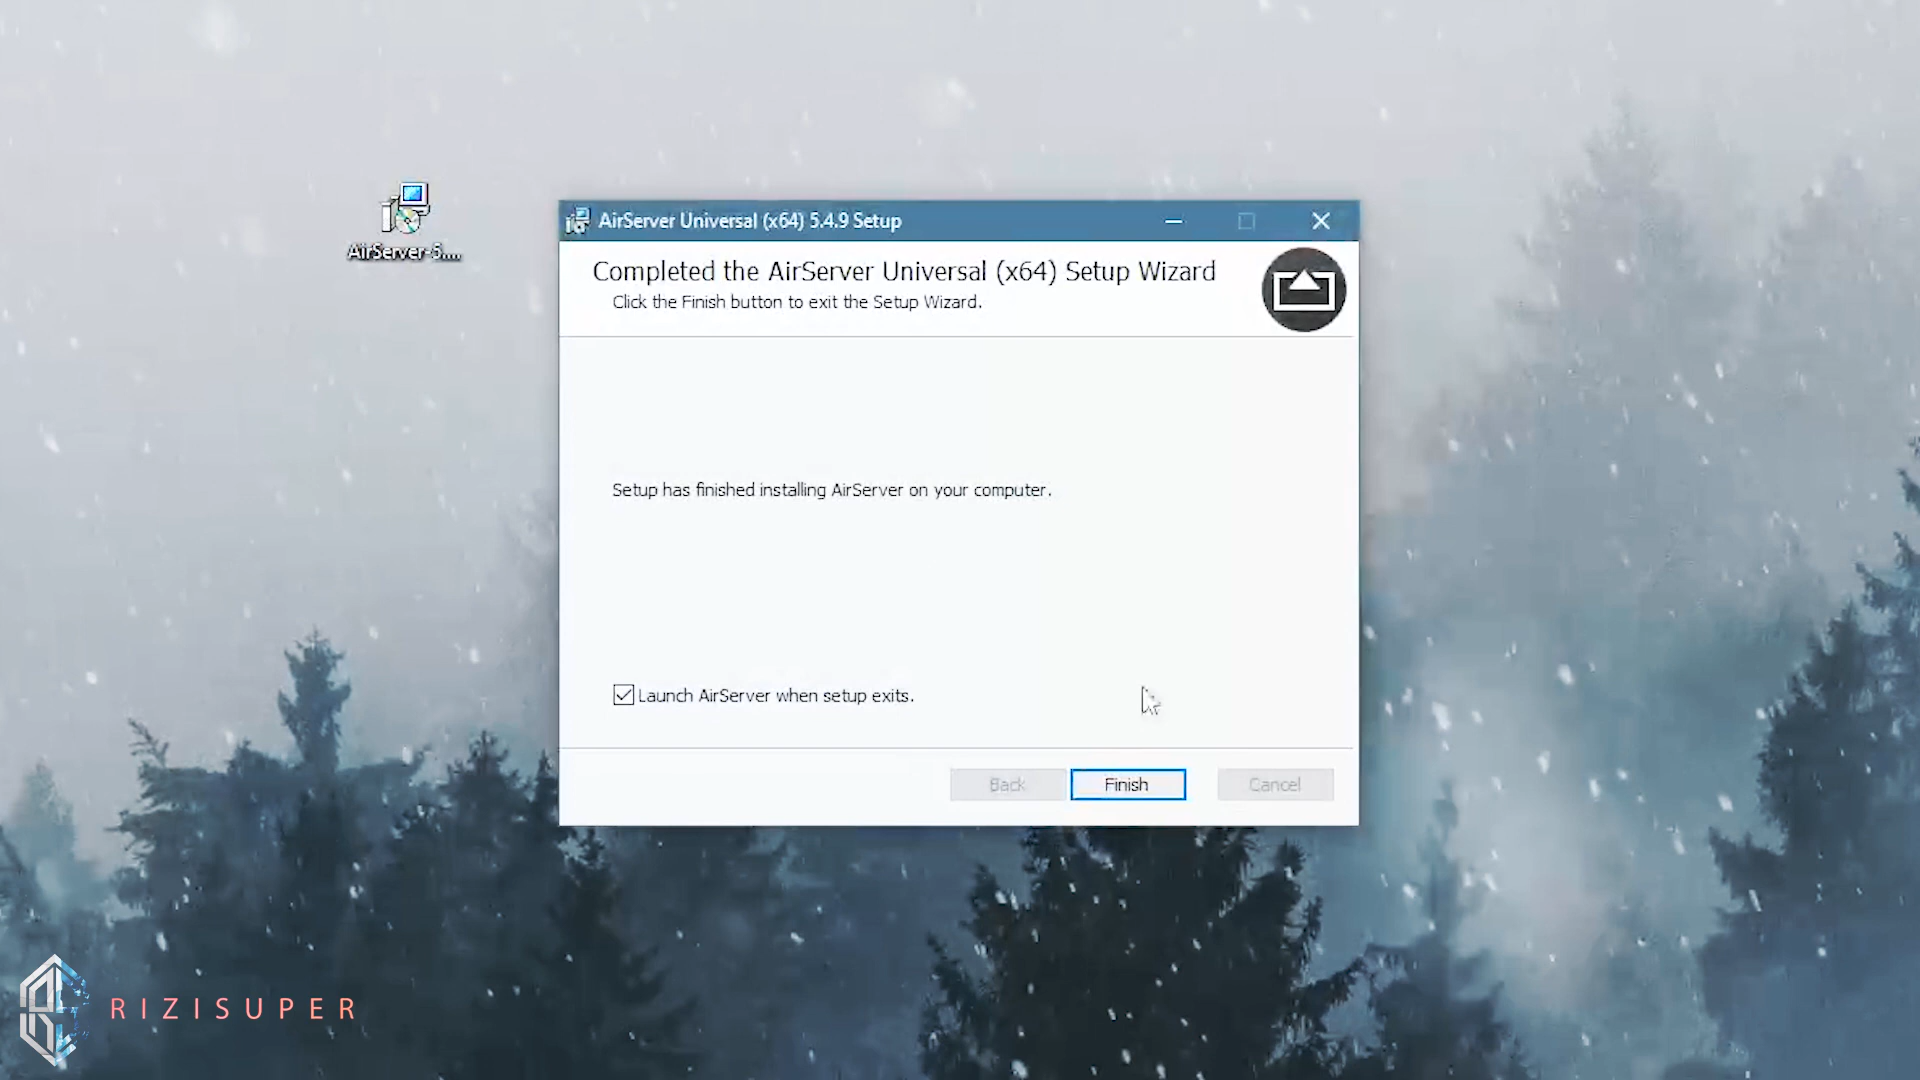 AirServer-5....
AirServer Universal (x64) 5.4.9 Setup
Completed the AirServer Universal (x64) Setup Wizard
Click the Finish button to exit the Setup Wizard.
Setup has finished installing AirServer on your computer.
Launch AirServer when setup exits.
Back
Finish
Cancel
RIZISUPER